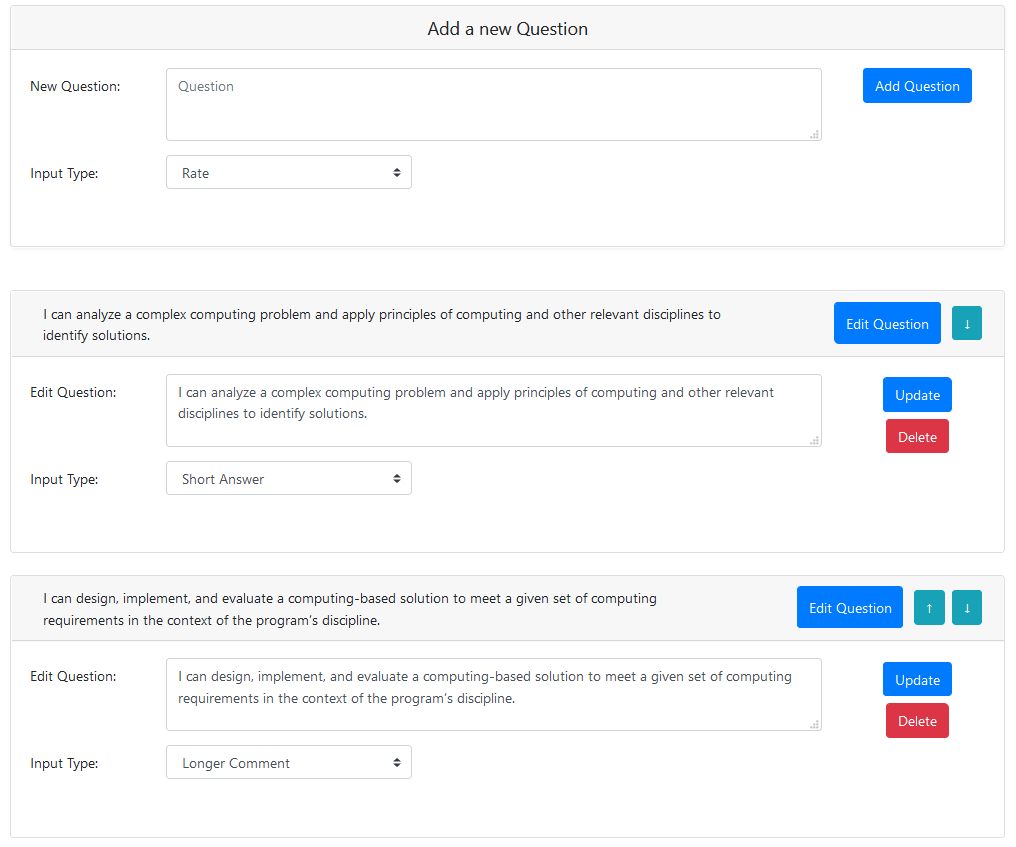 Add a new Question
New Question:
Question
Add Question
Input Type:
Rate
I can analyze a complex computing problem and apply principles of computing and other relevant disciplines to
identify solutions.
Edit Question
↓
Edit Question:
I can analyze a complex computing problem and apply principles of computing and other relevant
disciplines to identify solutions.
Update
Delete
Input Type:
Short Answer
I can design, implement, and evaluate a computing-based solution to meet a given set of computing
requirements in the context of the program's discipline.
Edit Question
↑
↓
Edit Question:
I can design, implement, and evaluate a computing-based solution to meet a given set of computing
requirements in the context of the program's discipline.
Update
Delete
Input Type:
Longer Comment